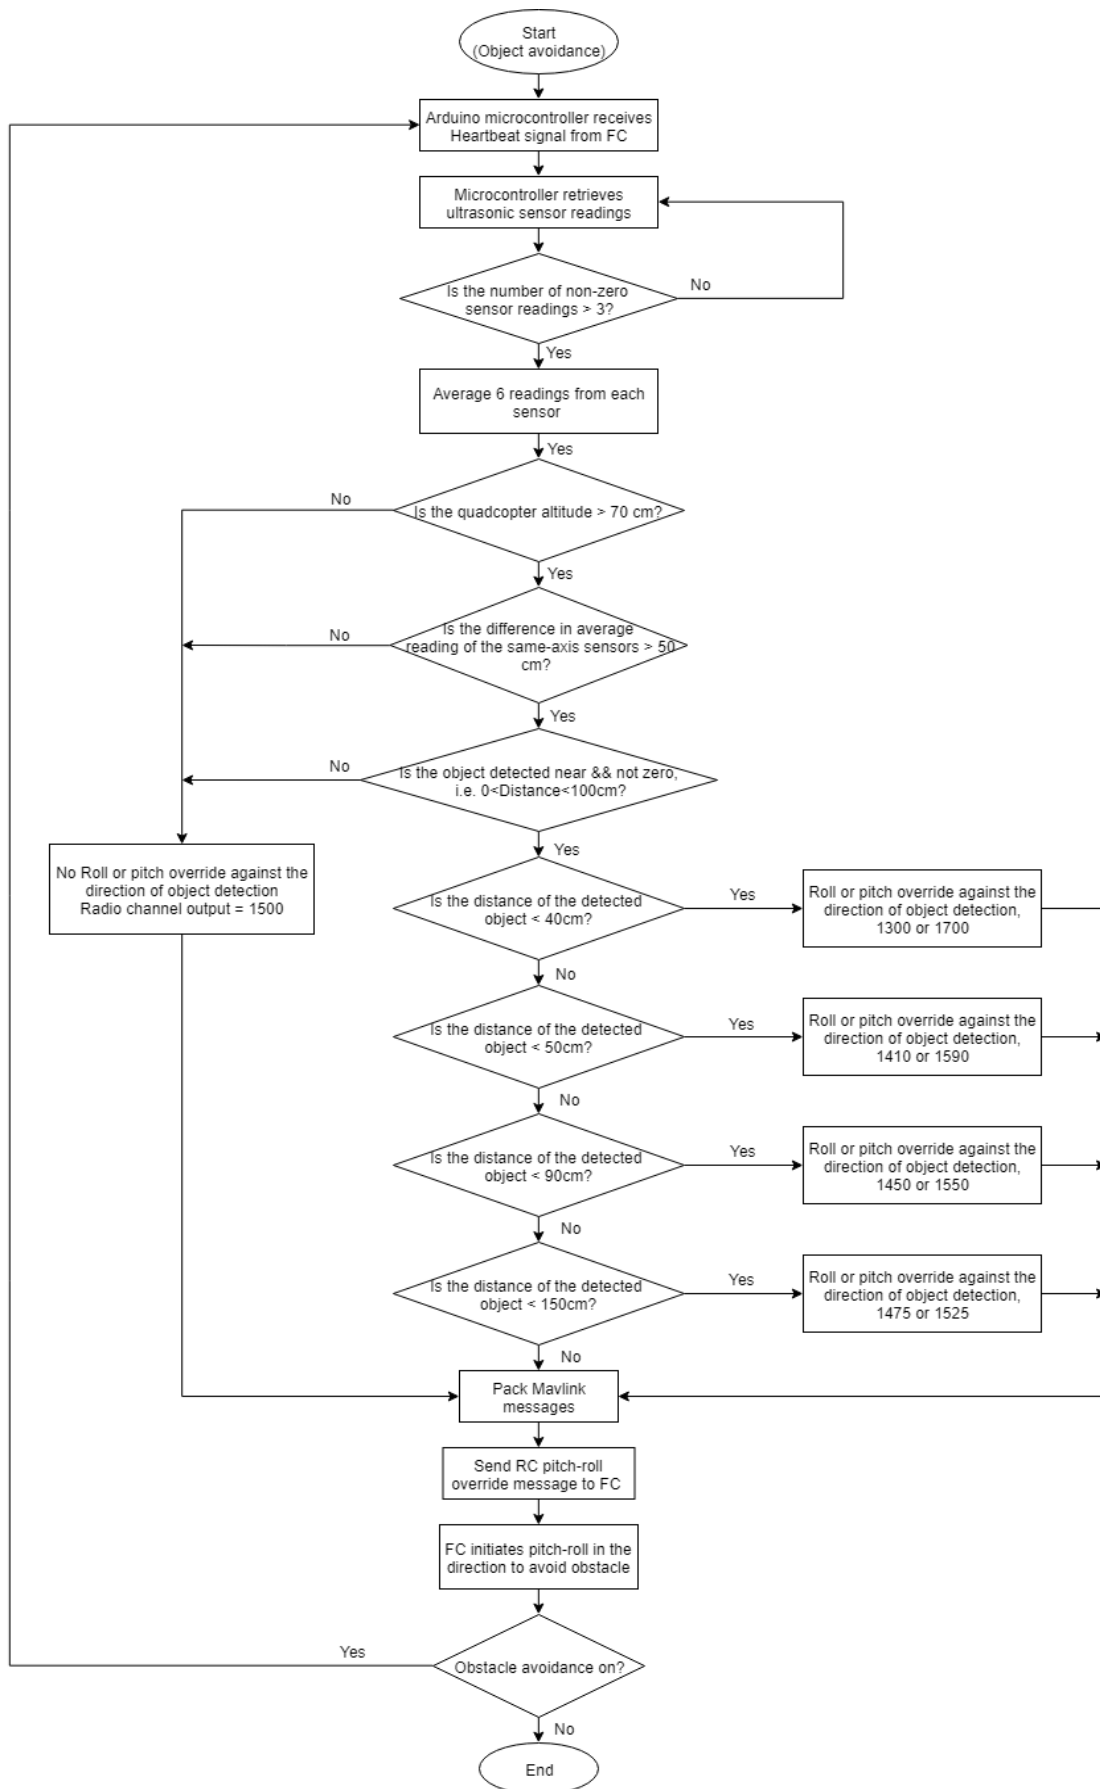 Start
(Object avoidance)
Arduino microcontroller receives
Heartbeat signal from FC
Microcontroller retrieves
ultrasonic sensor readings
Is the number of non-zero
sensor readings > 3?
No
Yes
Average 6 readings from each
sensor
Yes
Is the quadcopter altitude > 70 cm?
No
Yes
Is the difference in average
reading of the same-axis sensors > 50
cm?
No
Yes
Is the object detected near && not zero,
i.e. 0<Distance<100cm?
No
Yes
No Roll or pitch override against the
direction of object detection
Radio channel output = 1500
Is the distance of the detected
object < 40cm?
Yes
Roll or pitch override against the
direction of object detection,
1300 or 1700
No
Is the distance of the detected
object < 50cm?
Yes
Roll or pitch override against the
direction of object detection,
1410 or 1590
No
Is the distance of the detected
object < 90cm?
Yes
Roll or pitch override against the
direction of object detection,
1450 or 1550
No
Is the distance of the detected
object < 150cm?
Yes
Roll or pitch override against the
direction of object detection,
1475 or 1525
No
Pack Mavlink
messages
Send RC pitch-roll
override message to FC
FC initiates pitch-roll in the
direction to avoid obstacle
Yes
Obstacle avoidance on?
No
End